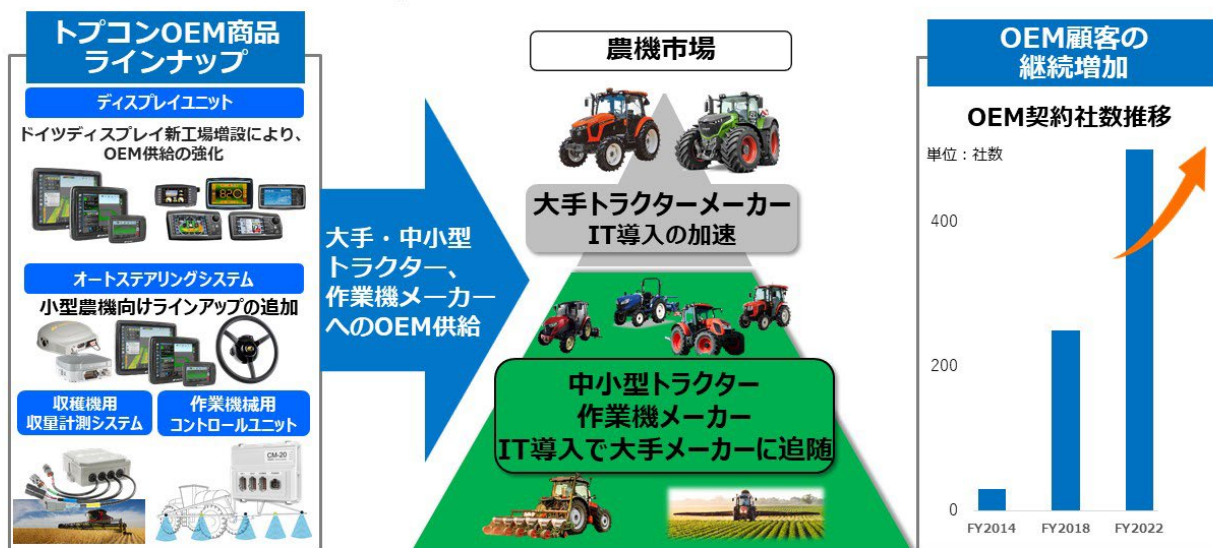 トプコンOEM商品
ラインナップ
ディスプレイユニット
ドイツディスプレイ新工場増設により、
OEM供給の強化
オートステアリングシステム
小型農機向けラインアップの追加
収穫機用
収量計測システム
作業機械用
コントロールユニット
CM-20
大手・中小型
トラクター、
作業機メーカー
へのOEM供給
農機市場
大手トラクターメーカー
IT導入の加速
中小型トラクター
作業機メーカー
IT導入で大手メーカーに追随
OEM顧客の
継続増加
OEM契約社数推移
単位：社数
400
200
0
FY2014
FY2018
FY2022